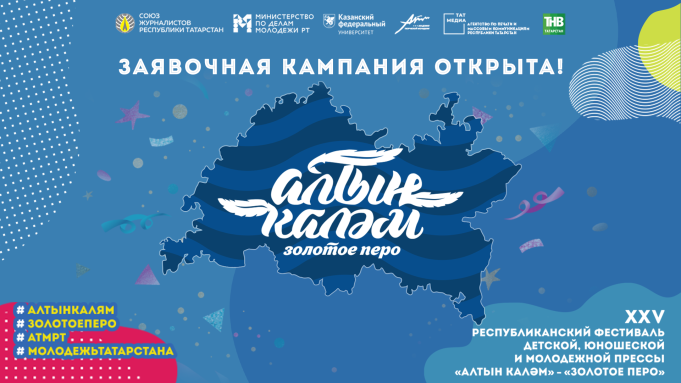 СОЮЗ
ЖУРНАЛИСТОВ
РЕСПУБЛИКИ ТАТАРСТАН
МИНИСТЕРСТВО
ПО ДЕЛАМ
МОЛОДЕЖИ РТ
Казанский
федеральный
УНИВЕРСИТЕТ
ТАТ
МЕДИА
АГЕНТСТВО ПО ПЕЧАТИ И
МАССОВЫМ КОММУНИКАЦИЯМ
РЕСПУБЛИКИ ТАТАРСТАН
ТНВ
ТАТАРСТАН
ЗАЯВОЧНАЯ КАМПАНИЯ ОТКРЫТА!
алтын
каләм
золотое перо
# АЛТЫНКАЛЯМ
# ЗОЛОТОЕПЕРО
# АТМРТ
# МОЛОДЕЖЬТАТАРСТАНА
XXV
РЕСПУБЛИКАНСКИЙ ФЕСТИВАЛЬ
ДЕТСКОЙ, ЮНОШЕСКОЙ
И МОЛОДЕЖНОЙ ПРЕССЫ
«АЛТЫН КАЛӘМ» - «ЗОЛОТОЕ ПЕРО»